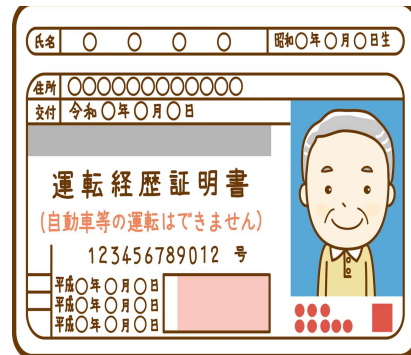 氏名 ○ ○ ○ ○ 昭和○年○月○日生
住所 ○○○○○○○○○○○○
交付 令和○年○月○日
運転経歴証明書
(自動車等の運転はできません)
123456789012 号
平成○年○月○日
平成○年○月○日
平成○年○月○日